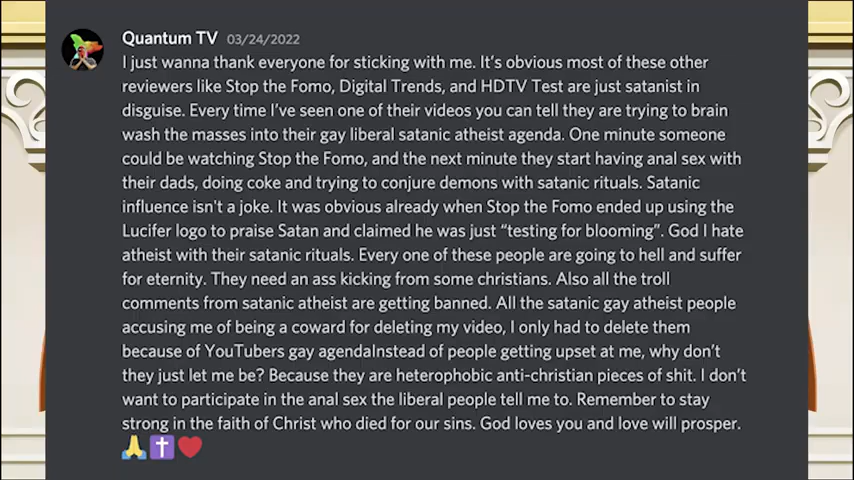 Quantum TV 03/24/2022
I just wanna thank everyone for sticking with me. It's obvious most of these other
reviewers like Stop the Fomo, Digital Trends, and HDTV Test are just satanist in
disguise. Every time I've seen one of their videos you can tell they are trying to brain
wash the masses into their gay liberal satanic atheist agenda. One minute someone
could be watching Stop the Fomo, and the next minute they start having anal sex with
their dads, doing coke and trying to conjure demons with satanic rituals. Satanic
influence isn't a joke. It was obvious already when Stop the Fomo ended up using the
Lucifer logo to praise Satan and claimed he was just "testing for blooming". God I hate
atheist with their satanic rituals. Every one of these people are going to hell and suffer
for eternity. They need an ass kicking from some christians. Also all the troll
comments from satanic atheist are getting banned. All the satanic gay atheist people
accusing me of being a coward for deleting my video, I only had to delete them
because of YouTubers gay agendaInstead of people getting upset at me, why don't
they just let me be? Because they are heterophobic anti-christian pieces of shit. I don't
want to participate in the anal sex the liberal people tell me to. Remember to stay
strong in the faith of Christ who died for our sins. God loves you and love will prosper.
🙏✝️❤️